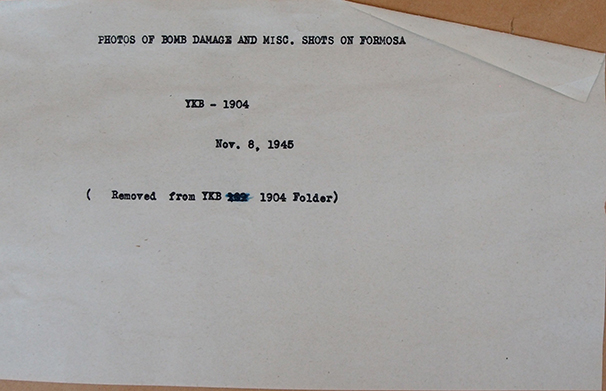 PHOTOS OF BOMB DAMAGE AND MISC. SHOTS ON FORMOSA
YKB - 1904
Nov. 8, 1945
( Removed from YKB 1904 Folder)